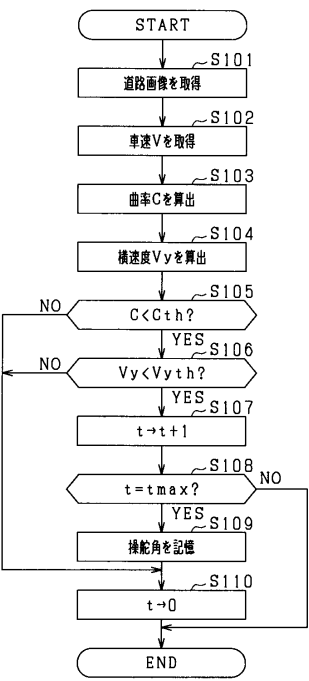 START
S101
道路画像を取得
S102
車速Vを取得
S103
曲率Cを算出
S104
横速度Vyを算出
S105
C<Cth?
NO
YES
S106
Vy<Vyth?
NO
YES
S107
t→t+1
S108
t=tmax?
NO
YES
S109
操舵角を記憶
S110
t→0
END